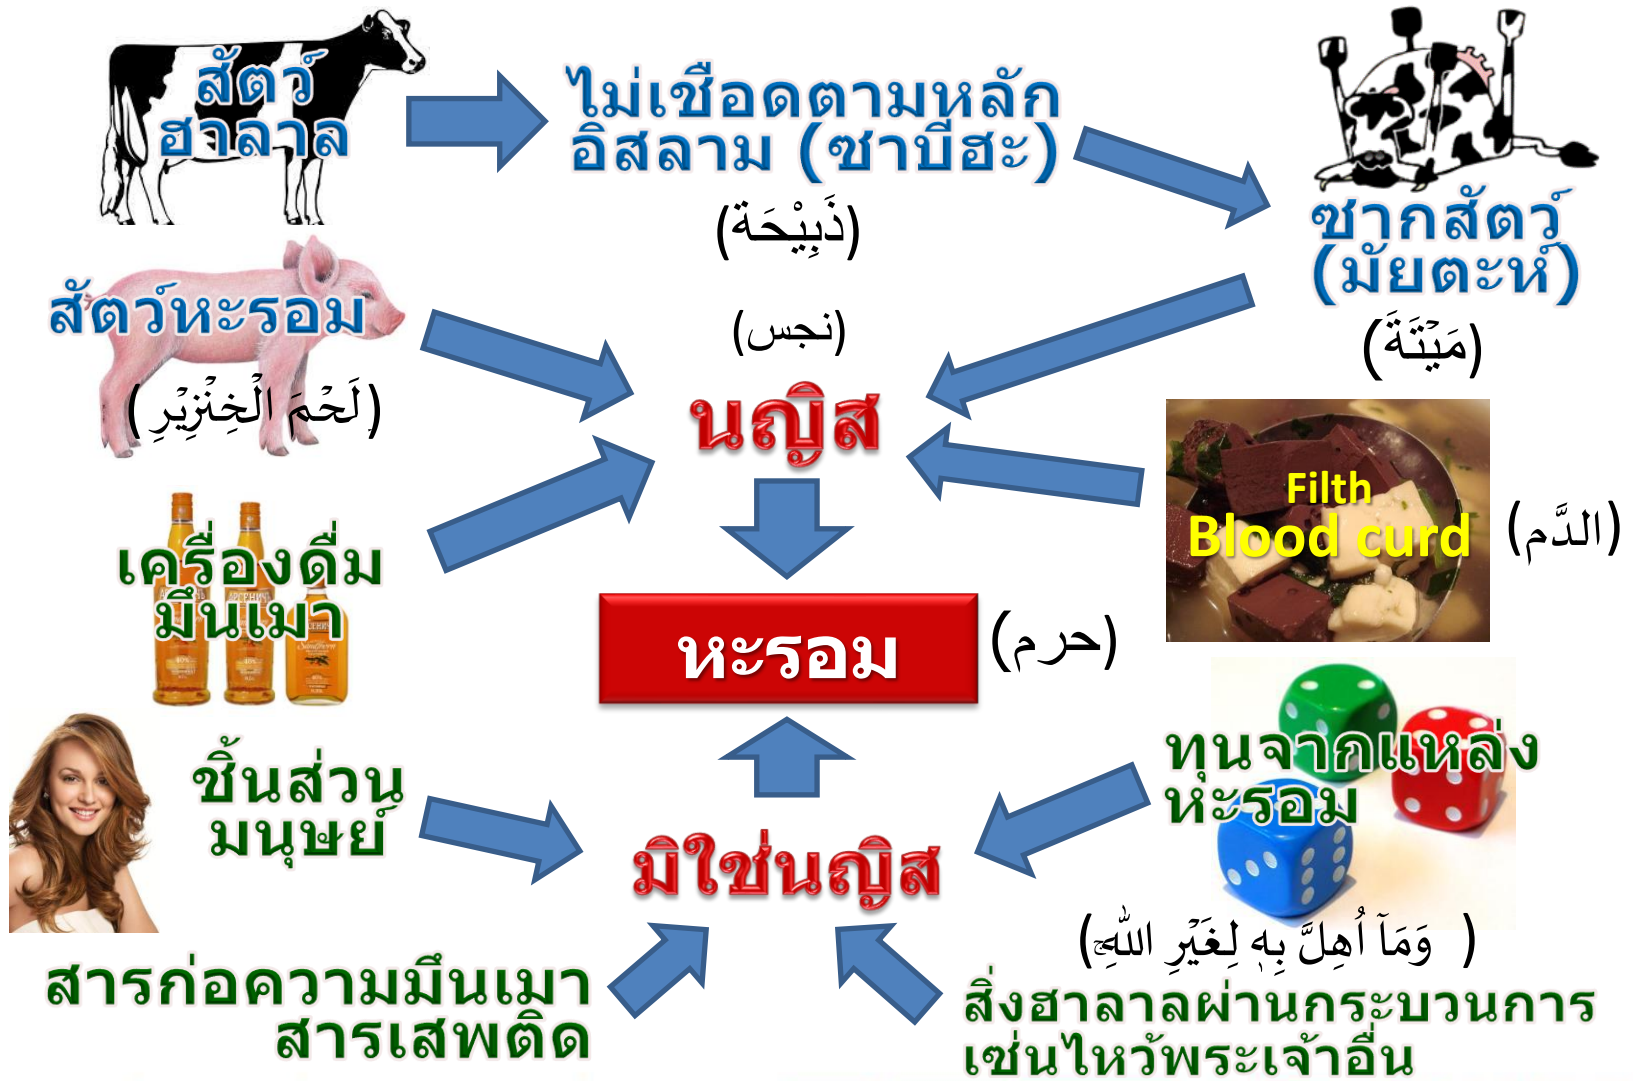 สัตว์
ฮาลาล
ไม่เชือดตามหลัก
อิสลาม (ซาบีฮะ)
(ذَبِيْحَة)
ซากสัตว์
(มัยตะห์)
(مَيْتَةَ)
สัตว์หะรอม
(لَحْمَ الْخِنْزِيْرِ)
(نجس)
นญิส
Filth
Blood curd
(الدَّم)
เครื่องดื่ม
มึนเมา
หะรอม
(حرم)
ชิ้นส่วน
มนุษย์
ทุนจากแหล่ง
หะรอม
มิใช่นญิส
(وَمَآ اُهِلَّ بِهٖ لِغَيْرِ اللّٰهِۚ)
สารก่อความมึนเมา
สารเสพติด
สิ่งฮาลาลผ่านกระบวนการ
เซ่นไหว้พระเจ้าอื่น